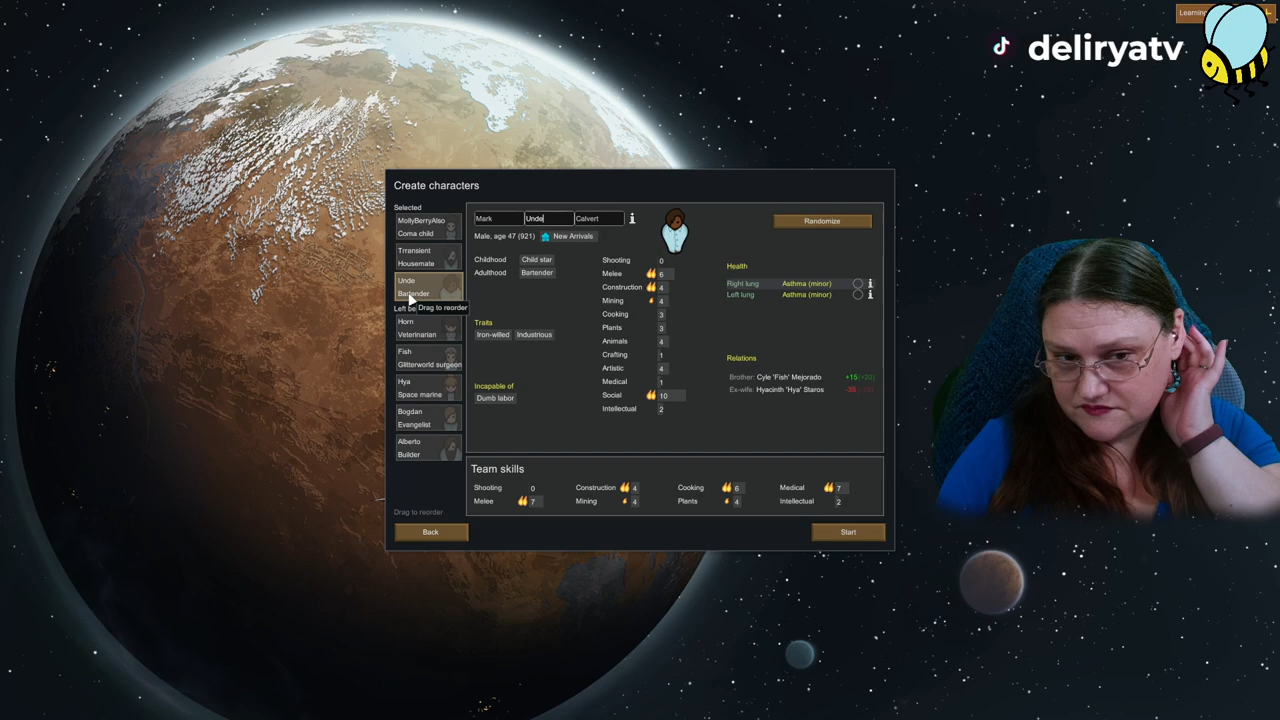 Learning
deliryatv
Create characters
Selected
MollyBerryAlso
Coma child
Trransient
Housemate
Unde
Bartender
Drag to reorder
Left be
Horn
Veterinarian
Fish
Glitterworld surgeon
Hya
Space marine
Bogdan
Evangelist
Alberto
Builder
Drag to reorder
Mark Unde Calvert
Randomize
Male, age 47 (921) New Arrivals
Childhood Child star
Adulthood Bartender
Traits
Iron-willed Industrious
Incapable of
Dumb labor
Shooting 0
Melee 6
Construction 4
Mining 4
Cooking 3
Plants 3
Animals 4
Crafting 1
Artistic 4
Medical 1
Social 10
Intellectual 2
Health
Right lung Asthma (minor)
Left lung Asthma (minor)
Relations
Brother: Cyle 'Fish' Mejorado +15 (+20)
Ex-wife: Hyacinth 'Hya' Staros -35
Team skills
Shooting 0 Construction 4 Cooking 6 Medical 7
Melee 7 Mining 4 Plants 4 Intellectual 2
Back
Start